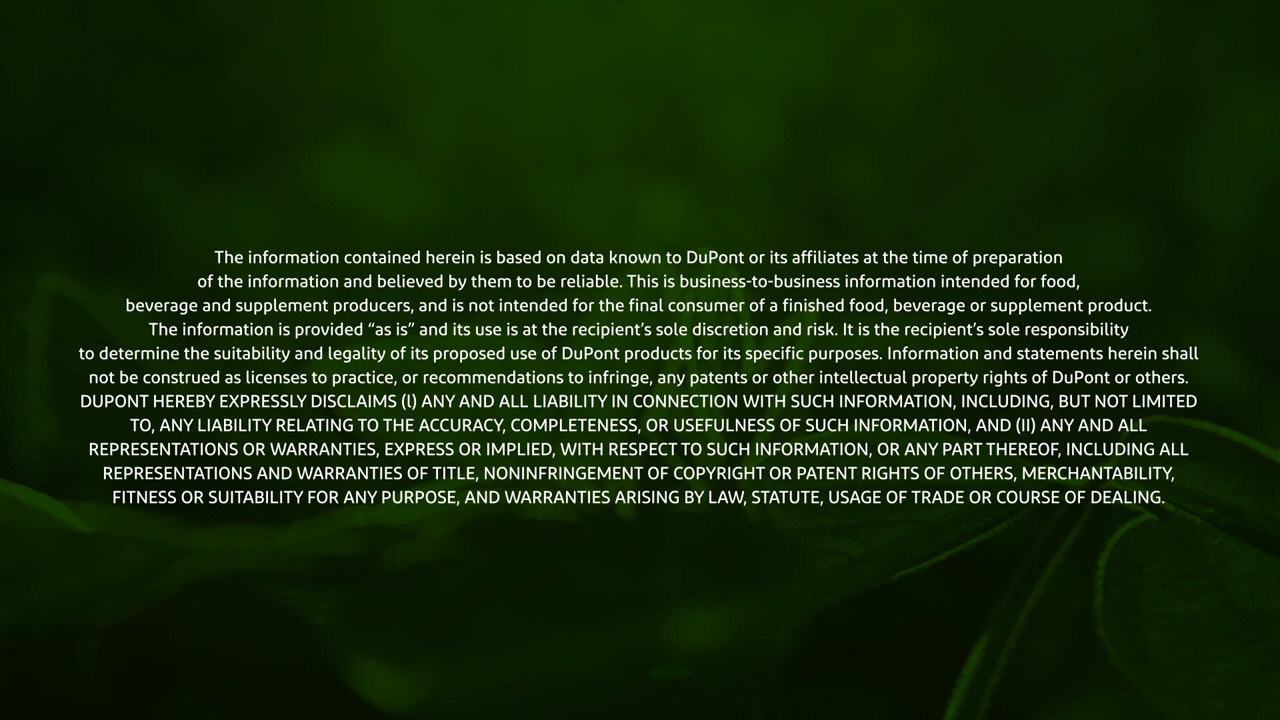 The information contained herein is based on data known to DuPont or its affiliates at the time of preparation
of the information and believed by them to be reliable. This is business-to-business information intended for food,
beverage and supplement producers, and is not intended for the final consumer of a finished food, beverage or supplement product.
The information is provided “as is” and its use is at the recipient’s sole discretion and risk. It is the recipient’s sole responsibility
to determine the suitability and legality of its proposed use of DuPont products for its specific purposes. Information and statements herein shall
not be construed as licenses to practice, or recommendations to infringe, any patents or other intellectual property rights of DuPont or others.
DUPONT HEREBY EXPRESSLY DISCLAIMS (l) ANY AND ALL LIABILITY IN CONNECTION WITH SUCH INFORMATION, INCLUDING, BUT NOT LIMITED
TO, ANY LIABILITY RELATING TO THE ACCURACY, COMPLETENESS, OR USEFULNESS OF SUCH INFORMATION, AND (II) ANY AND ALL
REPRESENTATIONS OR WARRANTIES, EXPRESS OR IMPLIED, WITH RESPECT TO SUCH INFORMATION, OR ANY PART THEREOF, INCLUDING ALL
REPRESENTATIONS AND WARRANTIES OF TITLE, NONINFRINGEMENT OF COPYRIGHT OR PATENT RIGHTS OF OTHERS, MERCHANTABILITY,
FITNESS OR SUITABILITY FOR ANY PURPOSE, AND WARRANTIES ARISING BY LAW, STATUTE, USAGE OF TRADE OR COURSE OF DEALING.